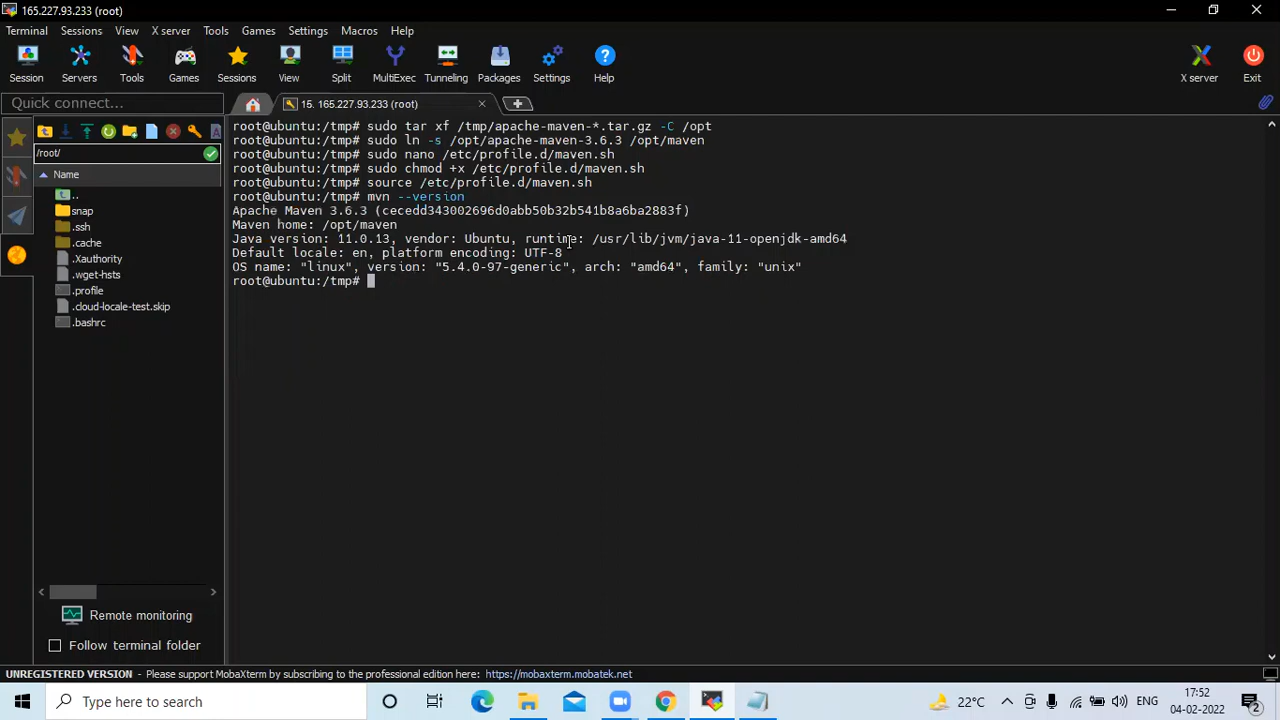 165.227.93.233 (root)
Terminal Sessions View X server Tools Games Settings Macros Help
Session Servers Tools Games Sessions View Split MultiExec Tunneling Packages Settings Help X server Exit
Quick connect...
15. 165.227.93.233 (root)
/root/
Name
..
snap
.ssh
.cache
.Xauthority
.wget-hsts
.profile
.cloud-locale-test.skip
.bashrc
Remote monitoring
Follow terminal folder
root@ubuntu:/tmp# sudo tar xf /tmp/apache-maven-*.tar.gz -C /opt
root@ubuntu:/tmp# sudo ln -s /opt/apache-maven-3.6.3 /opt/maven
root@ubuntu:/tmp# sudo nano /etc/profile.d/maven.sh
root@ubuntu:/tmp# sudo chmod +x /etc/profile.d/maven.sh
root@ubuntu:/tmp# source /etc/profile.d/maven.sh
root@ubuntu:/tmp# mvn --version
Apache Maven 3.6.3 (cecedd343002696d0abb50b32b541b8a6ba2883f)
Maven home: /opt/maven
Java version: 11.0.13, vendor: Ubuntu, runtime: /usr/lib/jvm/java-11-openjdk-amd64
Default locale: en, platform encoding: UTF-8
OS name: "linux", version: "5.4.0-97-generic", arch: "amd64", family: "unix"
root@ubuntu:/tmp#
UNREGISTERED VERSION - Please support MobaXterm by subscribing to the professional edition here: https://mobaxterm.mobatek.net
Type here to search
22°C
17:52
04-02-2022
2